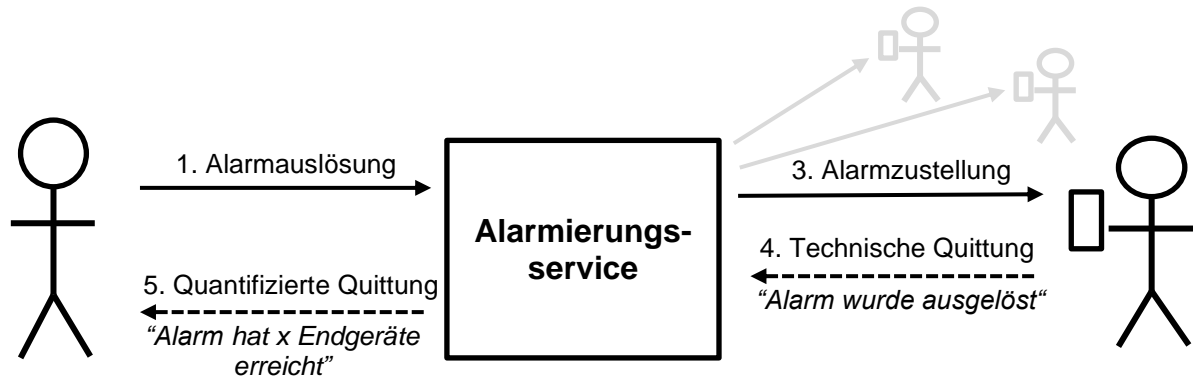 1. Alarmauslösung
Alarmierungs-
service
3. Alarmzustellung
4. Technische Quittung
“Alarm wurde ausgelöst“
5. Quantifizierte Quittung
“Alarm hat x Endgeräte
erreicht”